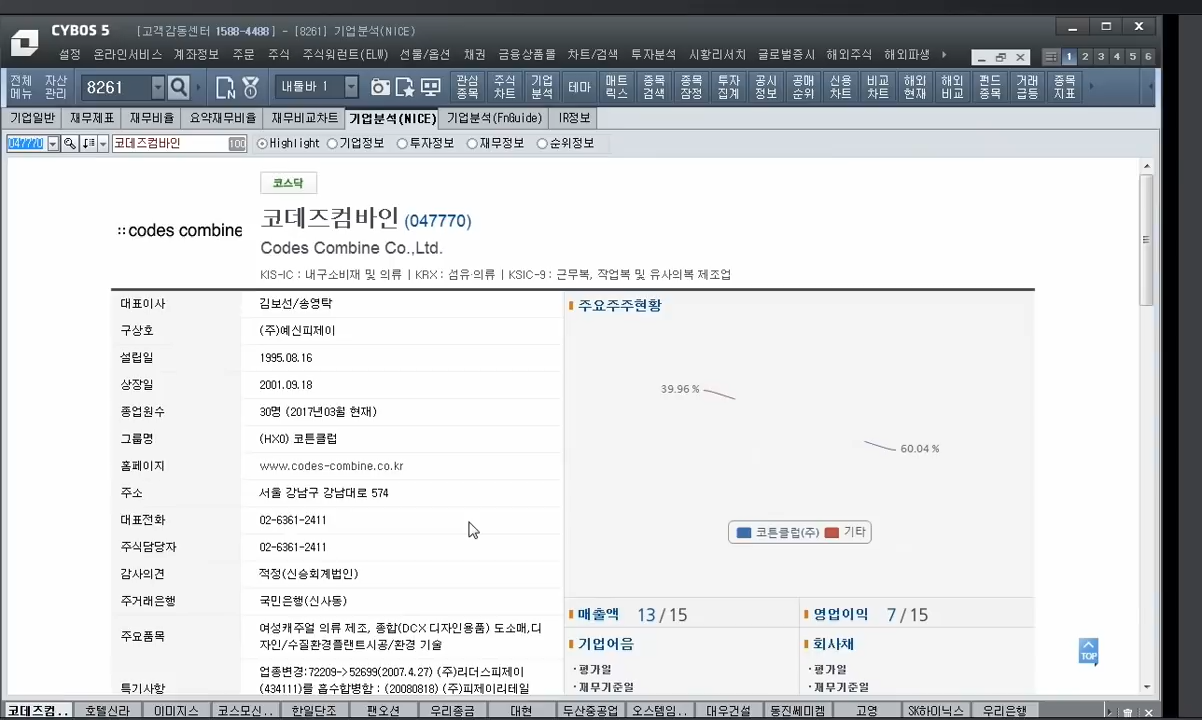 CYBOS 5 [고객감동센터 1588-4488] - [8261] 기업분석(NICE)
설정 온라인서비스 계좌정보 주문 주식 주식워런트(ELW) 선물/옵션 채권 금융상품몰 차트/검색 투자분석 시황리서치 글로벌증시 해외주식 해외파생 1 2 3 4 5 6
전체메뉴 자산관리 8261 내툴바 1 관심종목 주식차트 기업분석 테마 매트릭스 종목검색 종목잠정 투자집계 공시정보 공매순위 신용차트 비교차트 해외현재 해외비교 펀드종목 거래급등 종목지표
기업일반 재무제표 재무비율 요약재무비율 재무비교차트 기업분석(NICE) 기업분석(FnGuide) IR정보
047770 코데즈컴바인 100 Highlight 기업정보 투자정보 재무정보 순위정보
코스닥
:: codes combine
코데즈컴바인 (047770)
Codes Combine Co.,Ltd.
KIS-IC : 내구소비재 및 의류 | KRX : 섬유·의류 | KSIC-9 : 근무복, 작업복 및 유사의복 제조업
대표이사 김보선/송영탁
구상호 (주)예신피제이
설립일 1995.08.16
상장일 2001.09.18
종업원수 30명 (2017년03월 현재)
그룹명 (HX0) 코튼클럽
홈페이지 www.codes-combine.co.kr
주소 서울 강남구 강남대로 574
대표전화 02-6361-2411
주식담당자 02-6361-2411
감사의견 적정(신승회계법인)
주거래은행 국민은행(신사동)
주요품목 여성캐주얼 의류 제조, 종합(DCX디자인용품) 도소매,디
자인/수질환경플랜트시공/환경 기술
특기사항 업종변경:72209->52699(2007.4.27) (주)리더스피제이
(434111)를 흡수합병함 : (20080818) (주)피제이리테일
주요주주현황
39.96 %
60.04 %
코튼클럽(주) 기타
매출액 13 / 15 영업이익 7 / 15
기업어음 회사채
·평가일 ·평가일
·재무기준일 ·재무기준일
TOP
코데즈컴.. 호텔신라 이미지스 코스모신.. 한일단조 팬오션 우리종금 대현 두산중공업 오스템임.. 대우건설 동진쎄미켐 고영 SK하이닉스 우리은행